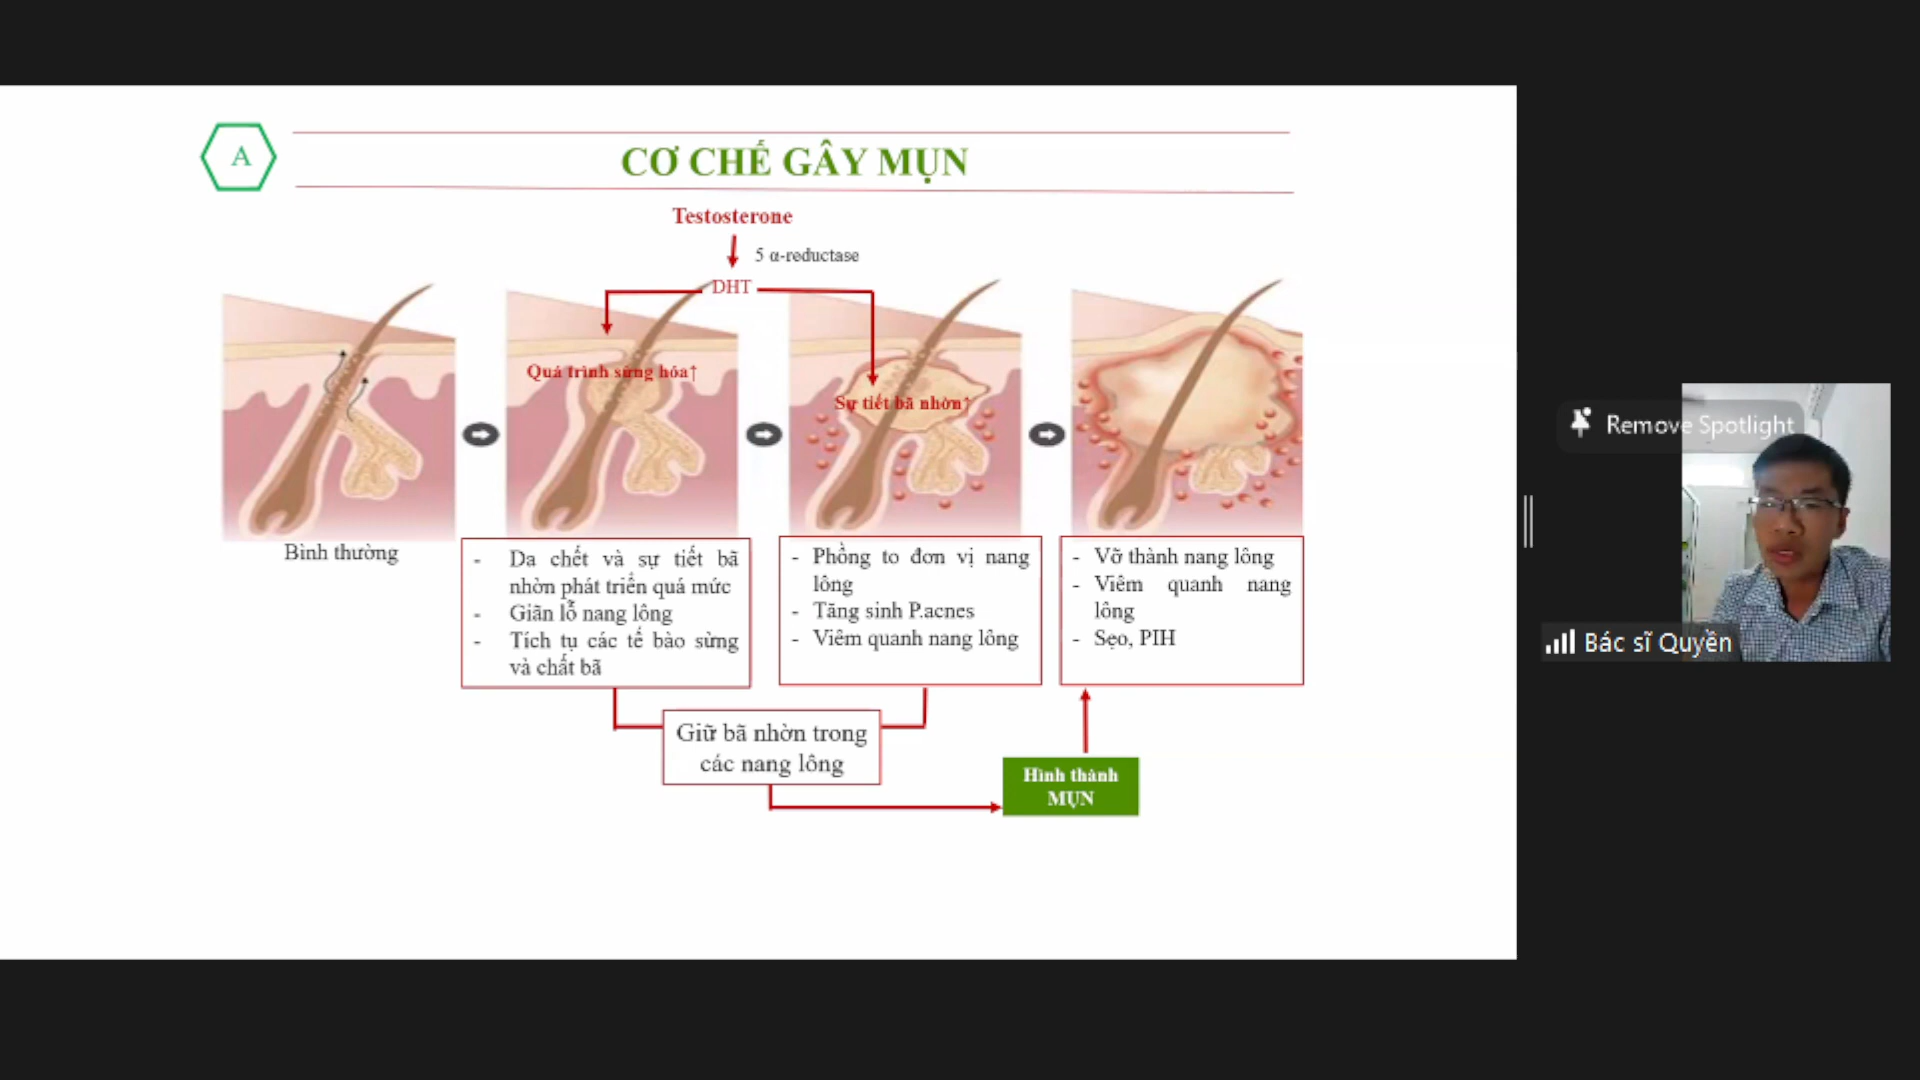 A
CƠ CHẾ GÂY MỤN
Testosterone
5 α-reductase
DHT
Quá trình sừng hóa↑
Sự tiết bã nhờn↑
Bình thường
- Da chết và sự tiết bã
nhờn phát triển quá mức
- Giãn lỗ nang lông
- Tích tụ các tế bào sừng
và chất bã
- Phồng to đơn vị nang
lông
- Tăng sinh P.acnes
- Viêm quanh nang lông
- Vỡ thành nang lông
- Viêm quanh nang
lông
- Sẹo, PIH
Giữ bã nhờn trong
các nang lông
Hình thành
MỤN
Remove Spotlight
Bác sĩ Quyền